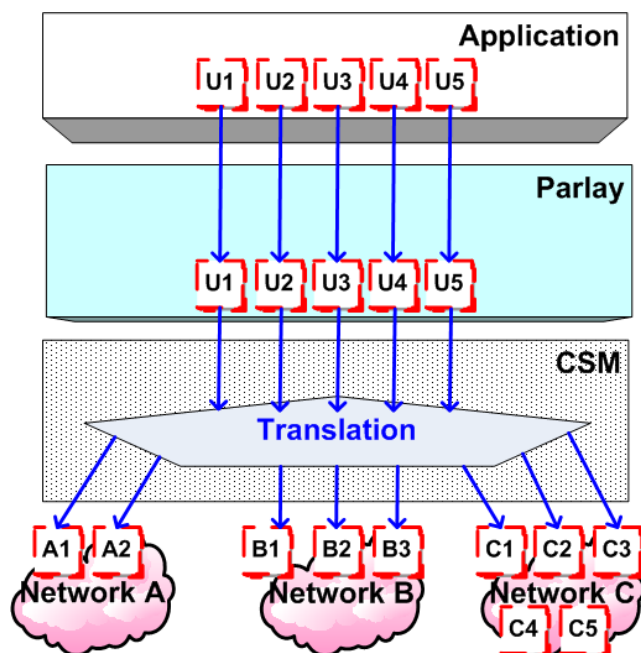 Application
U1 U2 U3 U4 U5
Parlay
U1 U2 U3 U4 U5
CSM
Translation
A1 A2 B1 B2 B3 C1 C2 C3
Network A Network B Network C
C4 C5